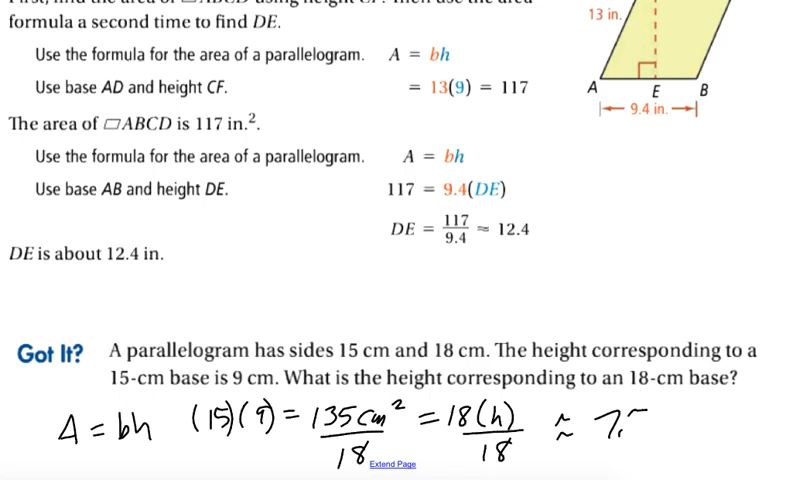 formula a second time to find DE.
13 in.
Use the formula for the area of a parallelogram. A = bh
Use base AD and height CF. = 13(9) = 117
A E B
9.4 in.
The area of ▱ABCD is 117 in.².
Use the formula for the area of a parallelogram. A = bh
Use base AB and height DE. 117 = 9.4(DE)
DE = 117/9.4 ≈ 12.4
DE is about 12.4 in.
Got It? A parallelogram has sides 15 cm and 18 cm. The height corresponding to a
15-cm base is 9 cm. What is the height corresponding to an 18-cm base?
A = bh (15)(9) = 135cm²/18 = 18(h)/18 ≈ 7.
Extend Page